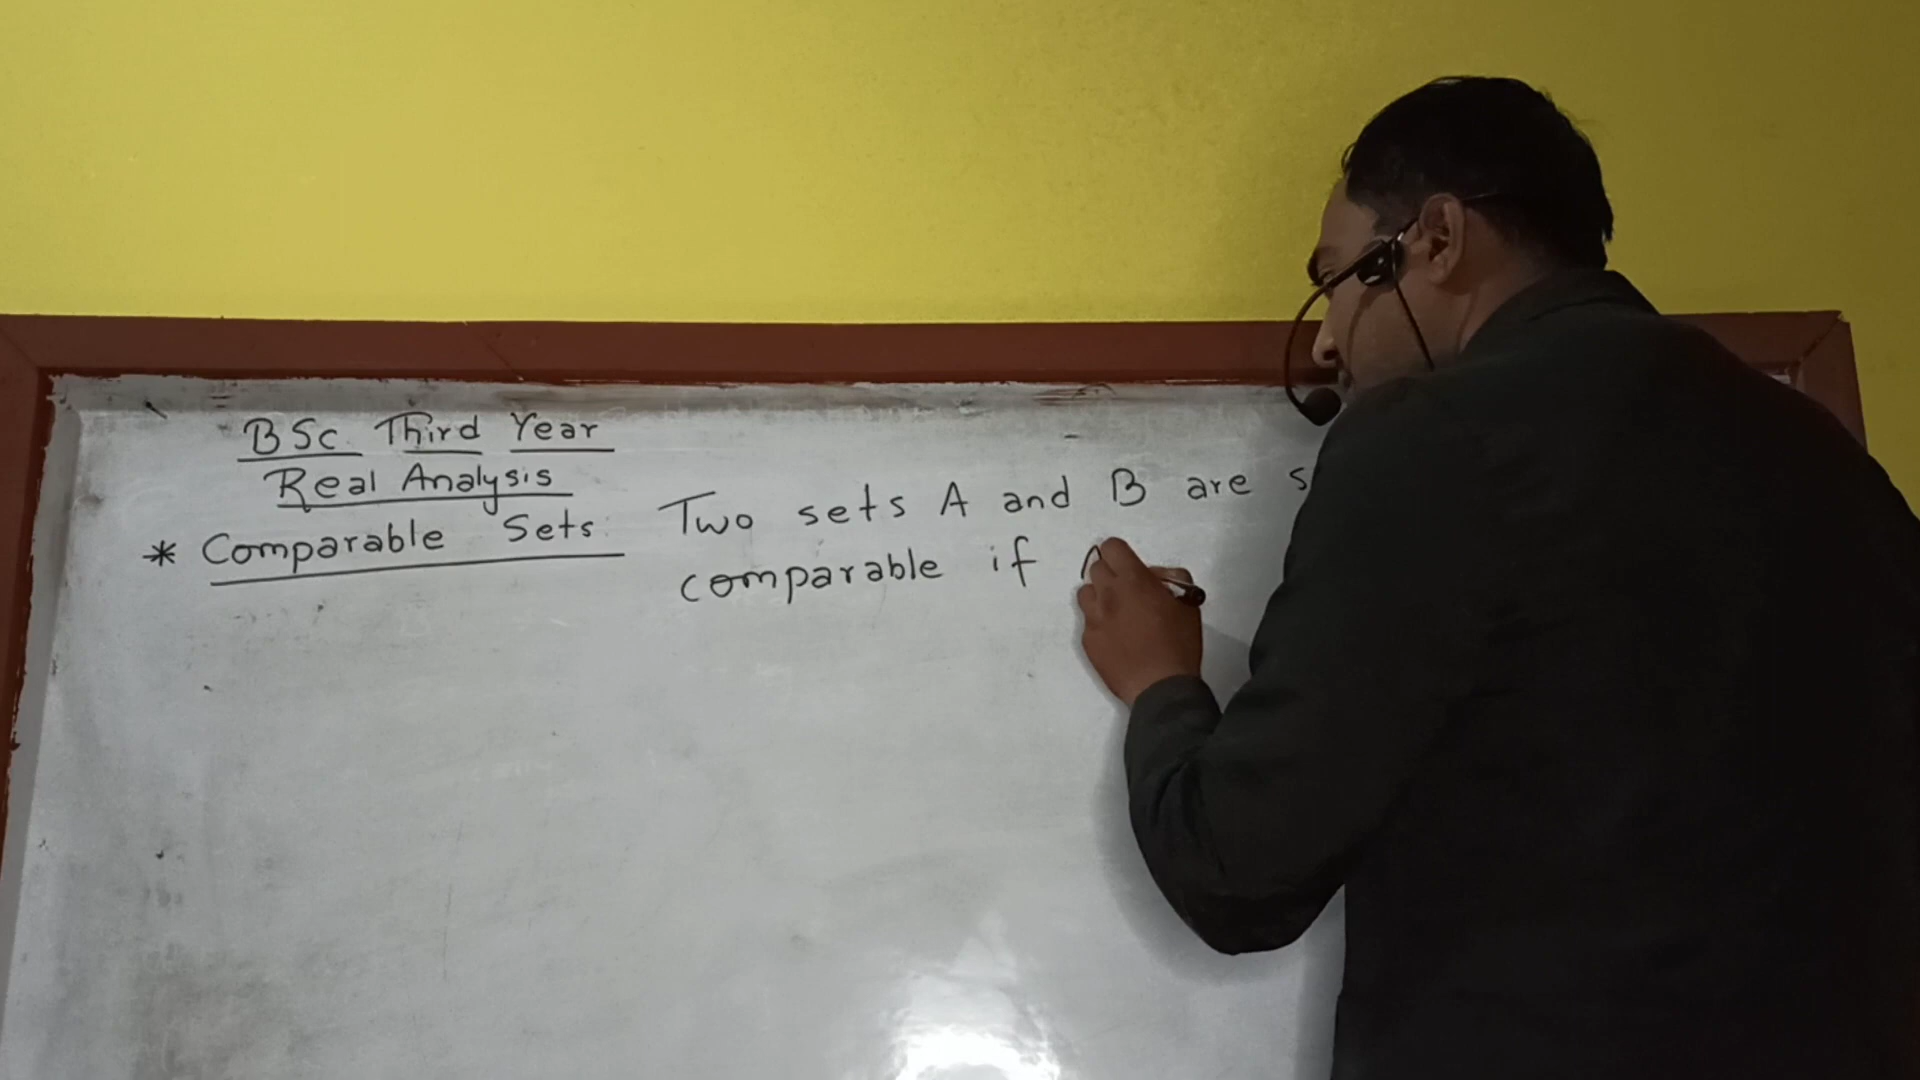 BSc. Third Year
Real Analysis
* Comparable Sets: Two sets A and B are
comparable if